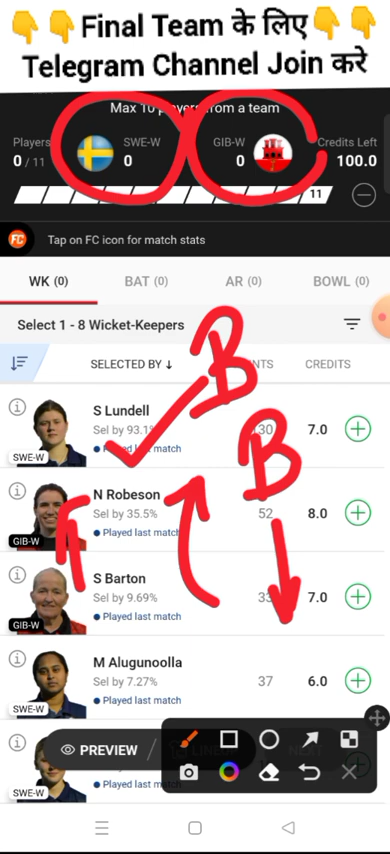 👇👇Final Team के लिए👇👇
Telegram Channel Join करे
Max 10 players from a team
Players SWE-W GIB-W Credits Left
0 / 11 0 0 100.0
11
FC Tap on FC icon for match stats
WK (0) BAT (0) AR (0) BOWL (0)
Select 1 - 8 Wicket-Keepers
SELECTED BY ↓ CREDITS
B
S Lundell
Sel by 93.1
Played last match
7.0
SWE-W
B
N Robeson
Sel by 35.5%
Played last match
52 8.0
GIB-W
S Barton
Sel by 9.69%
Played last match
7.0
GIB-W
M Alugunoolla
Sel by 7.27%
Played last match
37 6.0
SWE-W
PREVIEW
Played last
SWE-W